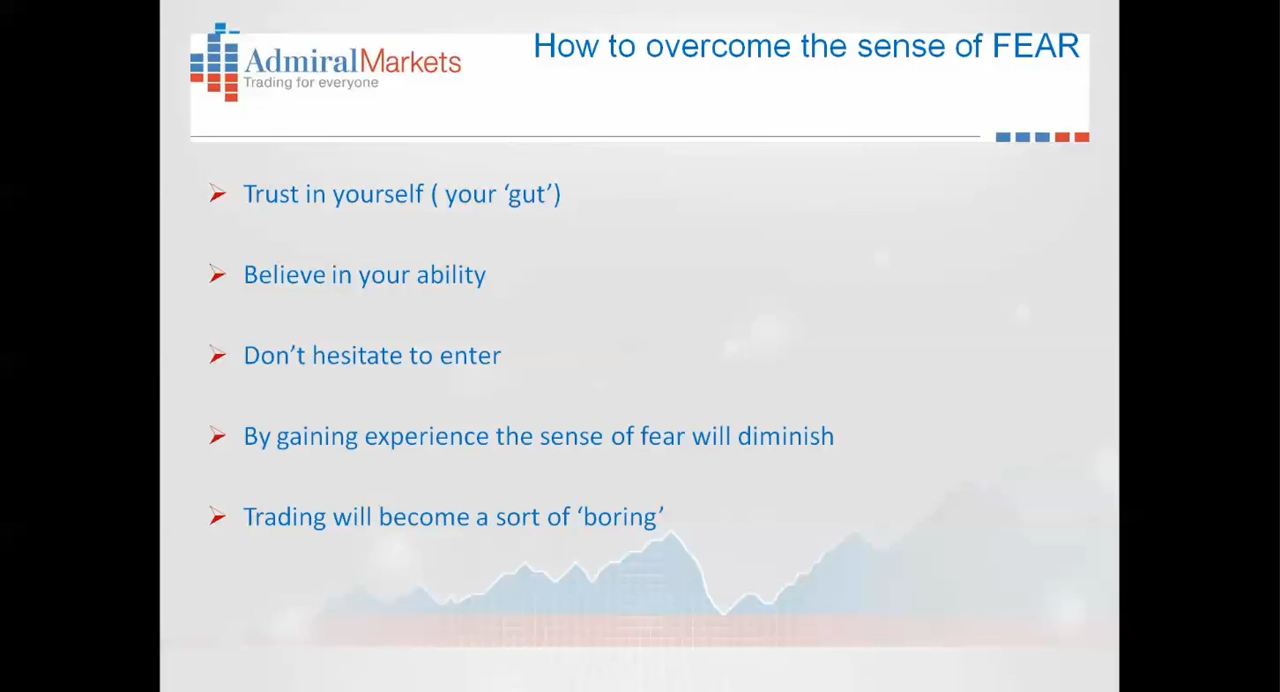 How to overcome the sense of FEAR
AdmiralMarkets
Trading for everyone
Trust in yourself ( your ‘gut’)
Believe in your ability
Don’t hesitate to enter
By gaining experience the sense of fear will diminish
Trading will become a sort of ‘boring’